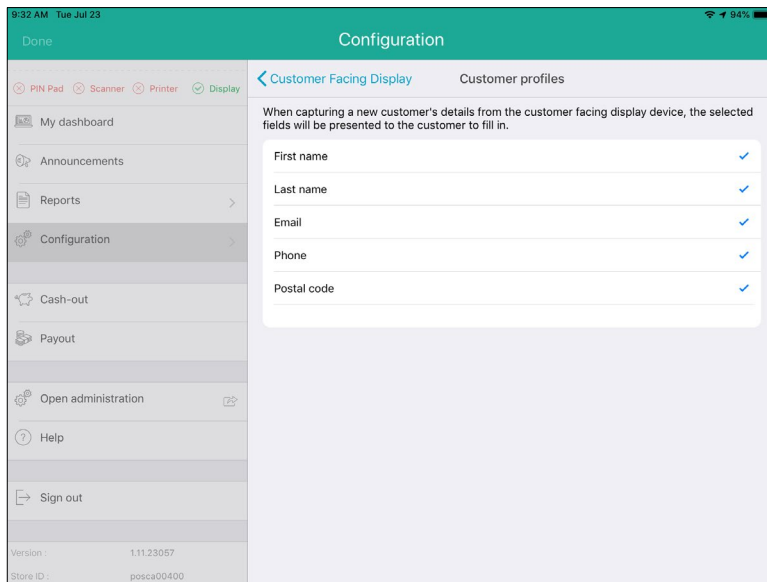 9:32 AM Tue Jul 23
94%
Done
Configuration
PIN Pad Scanner Printer Display
My dashboard
Announcements
Reports
Configuration
Cash-out
Payout
Open administration
Help
Sign out
Version : 1.11.23057
Store ID : posca00400
Customer Facing Display
Customer profiles
When capturing a new customer's details from the customer facing display device, the selected
fields will be presented to the customer to fill in.
First name
Last name
Email
Phone
Postal code